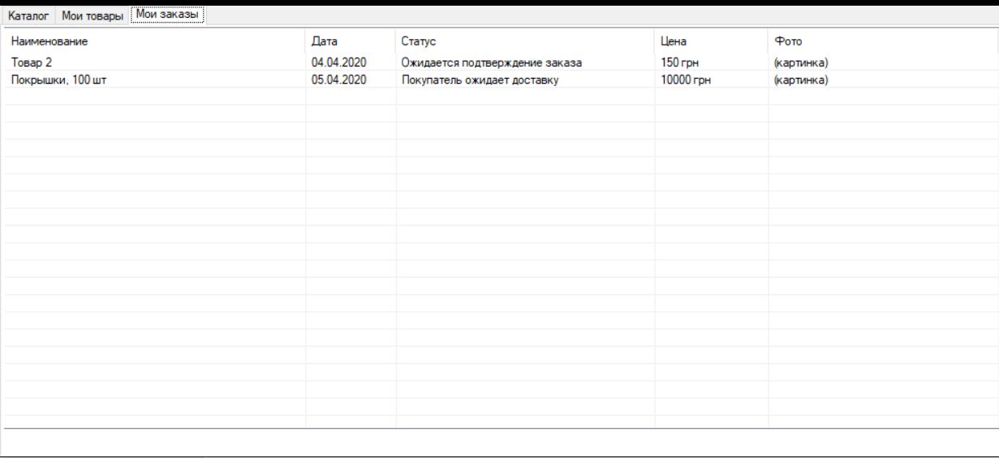 Каталог Мои товары Мои заказы
Наименование Дата Статус Цена Фото
Товар 2 04.04.2020 Ожидается подтверждение заказа 150 грн (картинка)
Покрышки, 100 шт 05.04.2020 Покупатель ожидает доставку 10000 грн (картинка)